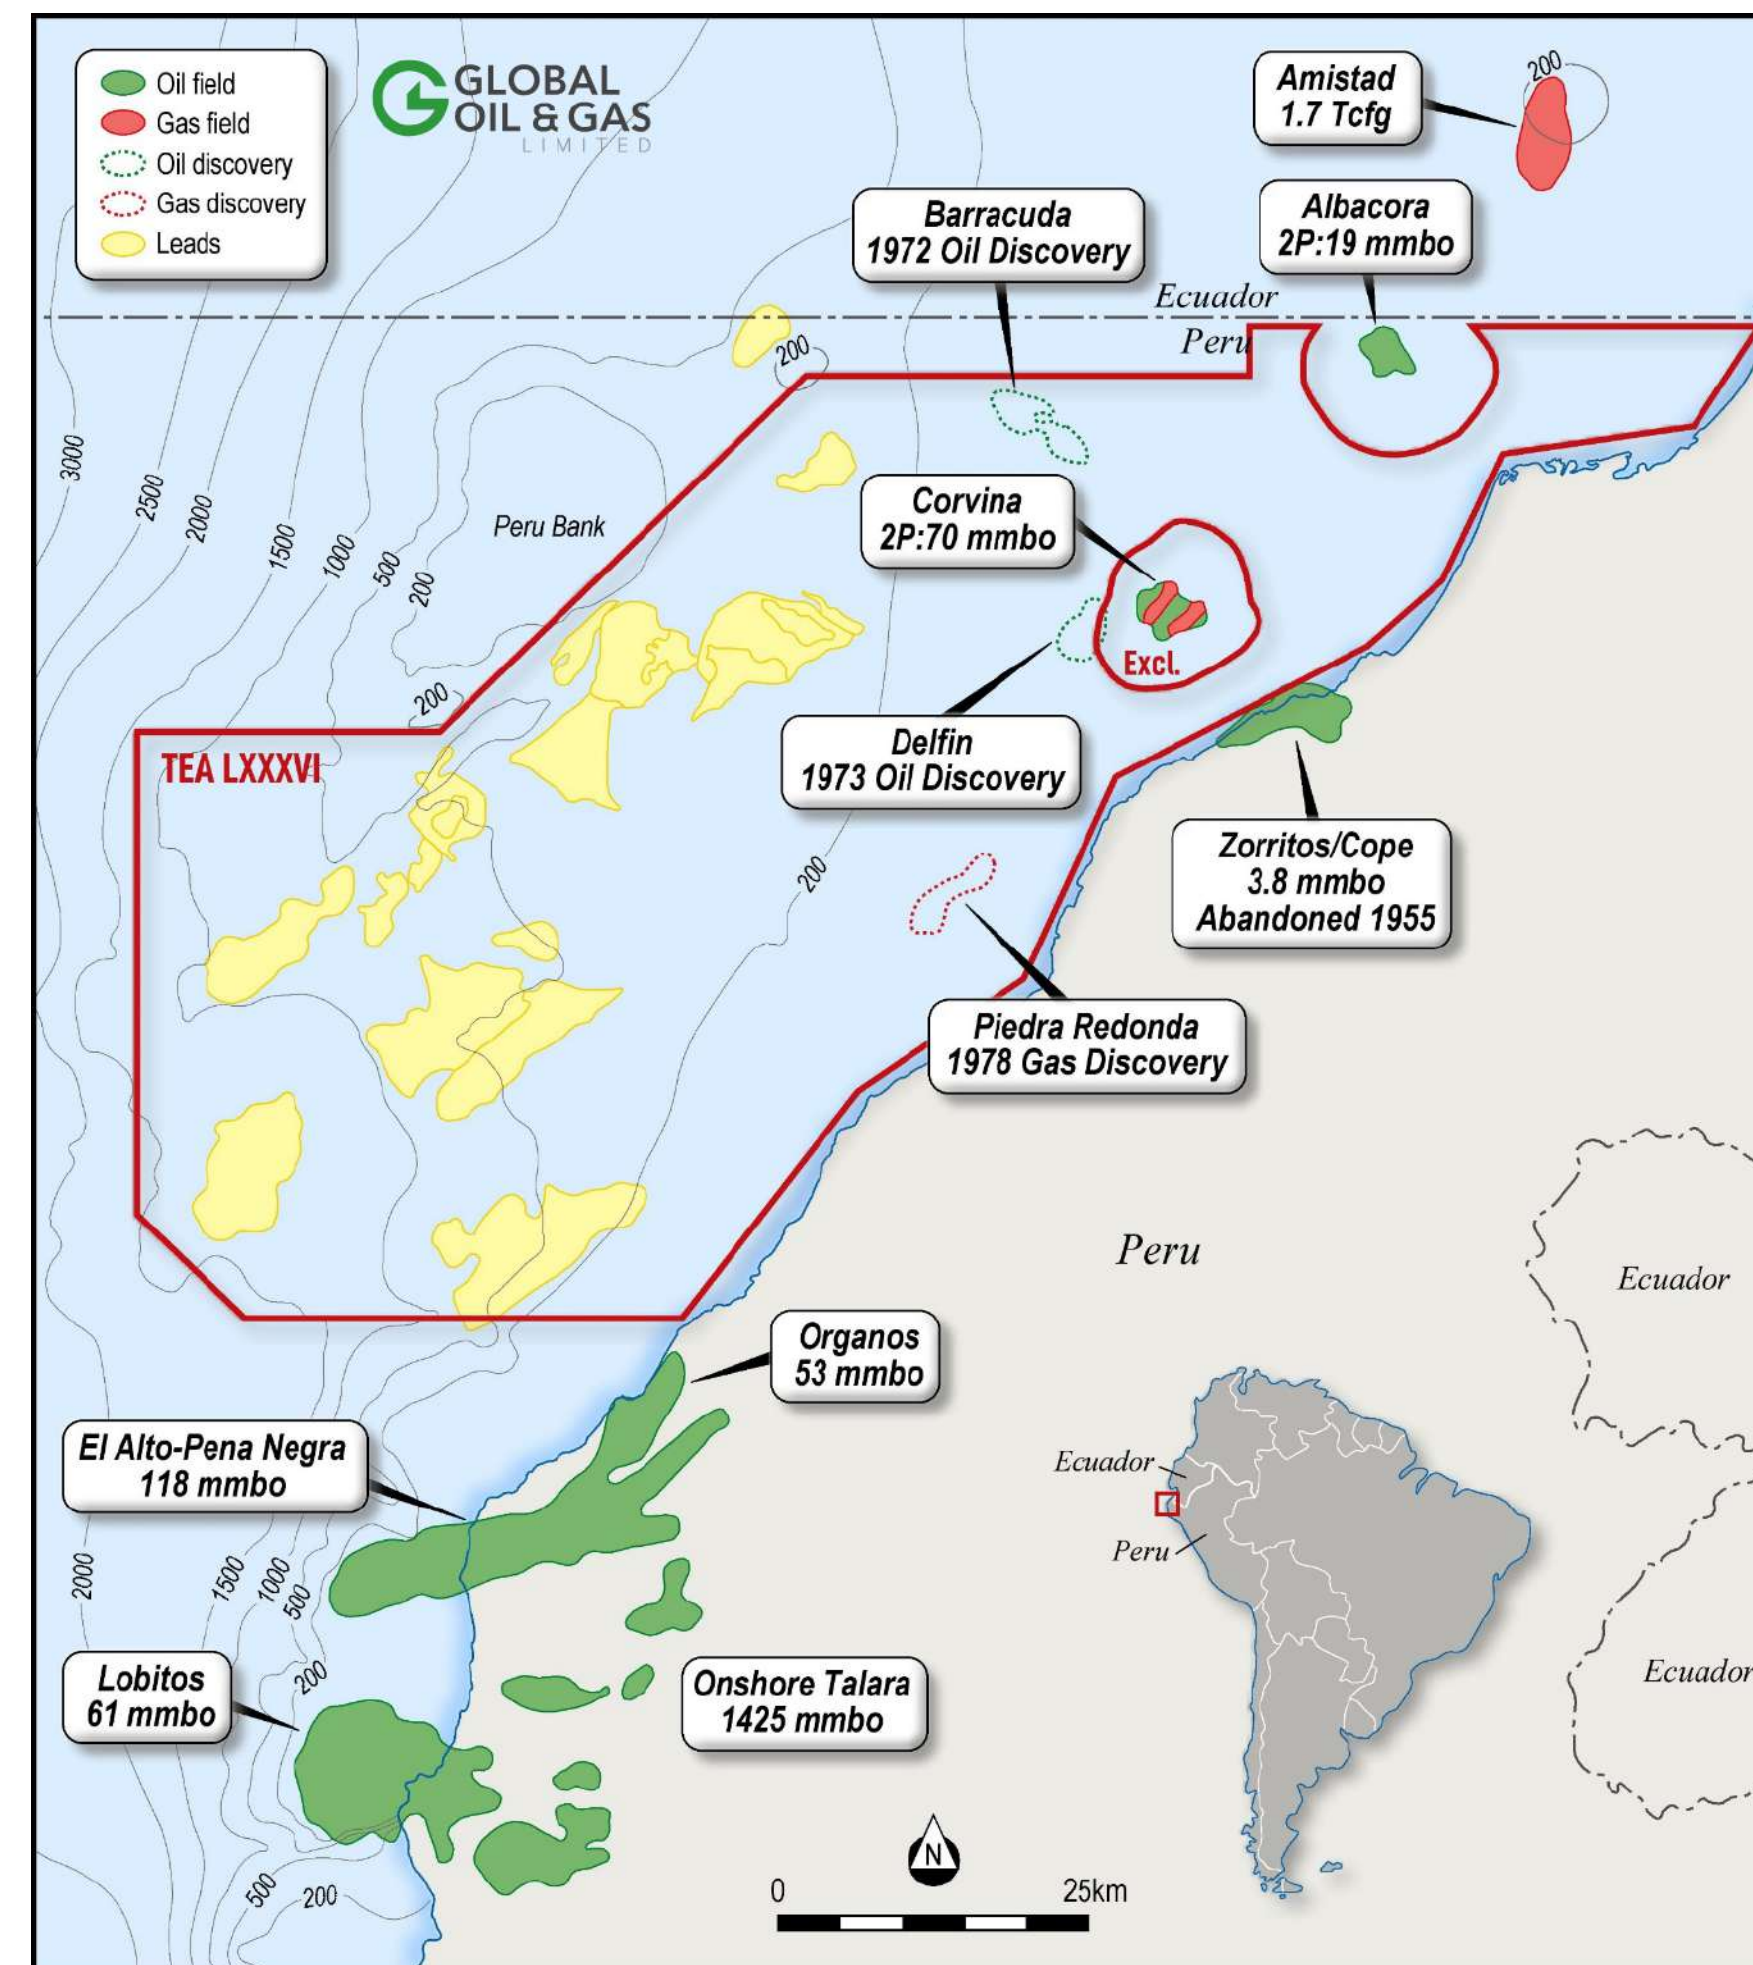 Oil field
Gas field
Oil discovery
Gas discovery
Leads
GLOBAL
OIL & GAS
LIMITED
Amistad
1.7 Tcfg
200
Barracuda
1972 Oil Discovery
Albacora
2P:19 mmbo
Ecuador
Peru
200
3000
2500
2000
1500
1000
500
200
Peru Bank
Corvina
2P:70 mmbo
Excl.
200
TEA LXXXVI
Delfin
1973 Oil Discovery
200
Zorritos/Cope
3.8 mmbo
Abandoned 1955
Piedra Redonda
1978 Gas Discovery
Peru
Ecuador
Organos
53 mmbo
El Alto-Pena Negra
118 mmbo
Ecuador
Peru
2000
1500
1000
500
200
Lobitos
61 mmbo
Onshore Talara
1425 mmbo
Ecuador
500
200
N
0
25km